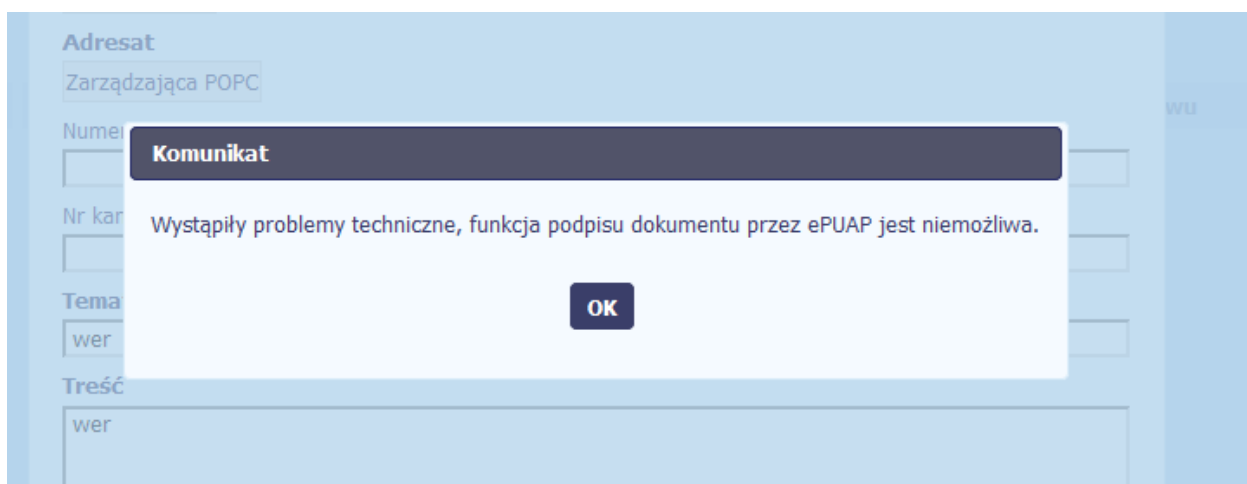 Adresat
Zarządzająca POPC
wu
Numer
Komunikat
Nr kar
Wystąpiły problemy techniczne, funkcja podpisu dokumentu przez ePUAP jest niemożliwa.
OK
Tema
wer
Treść
wer